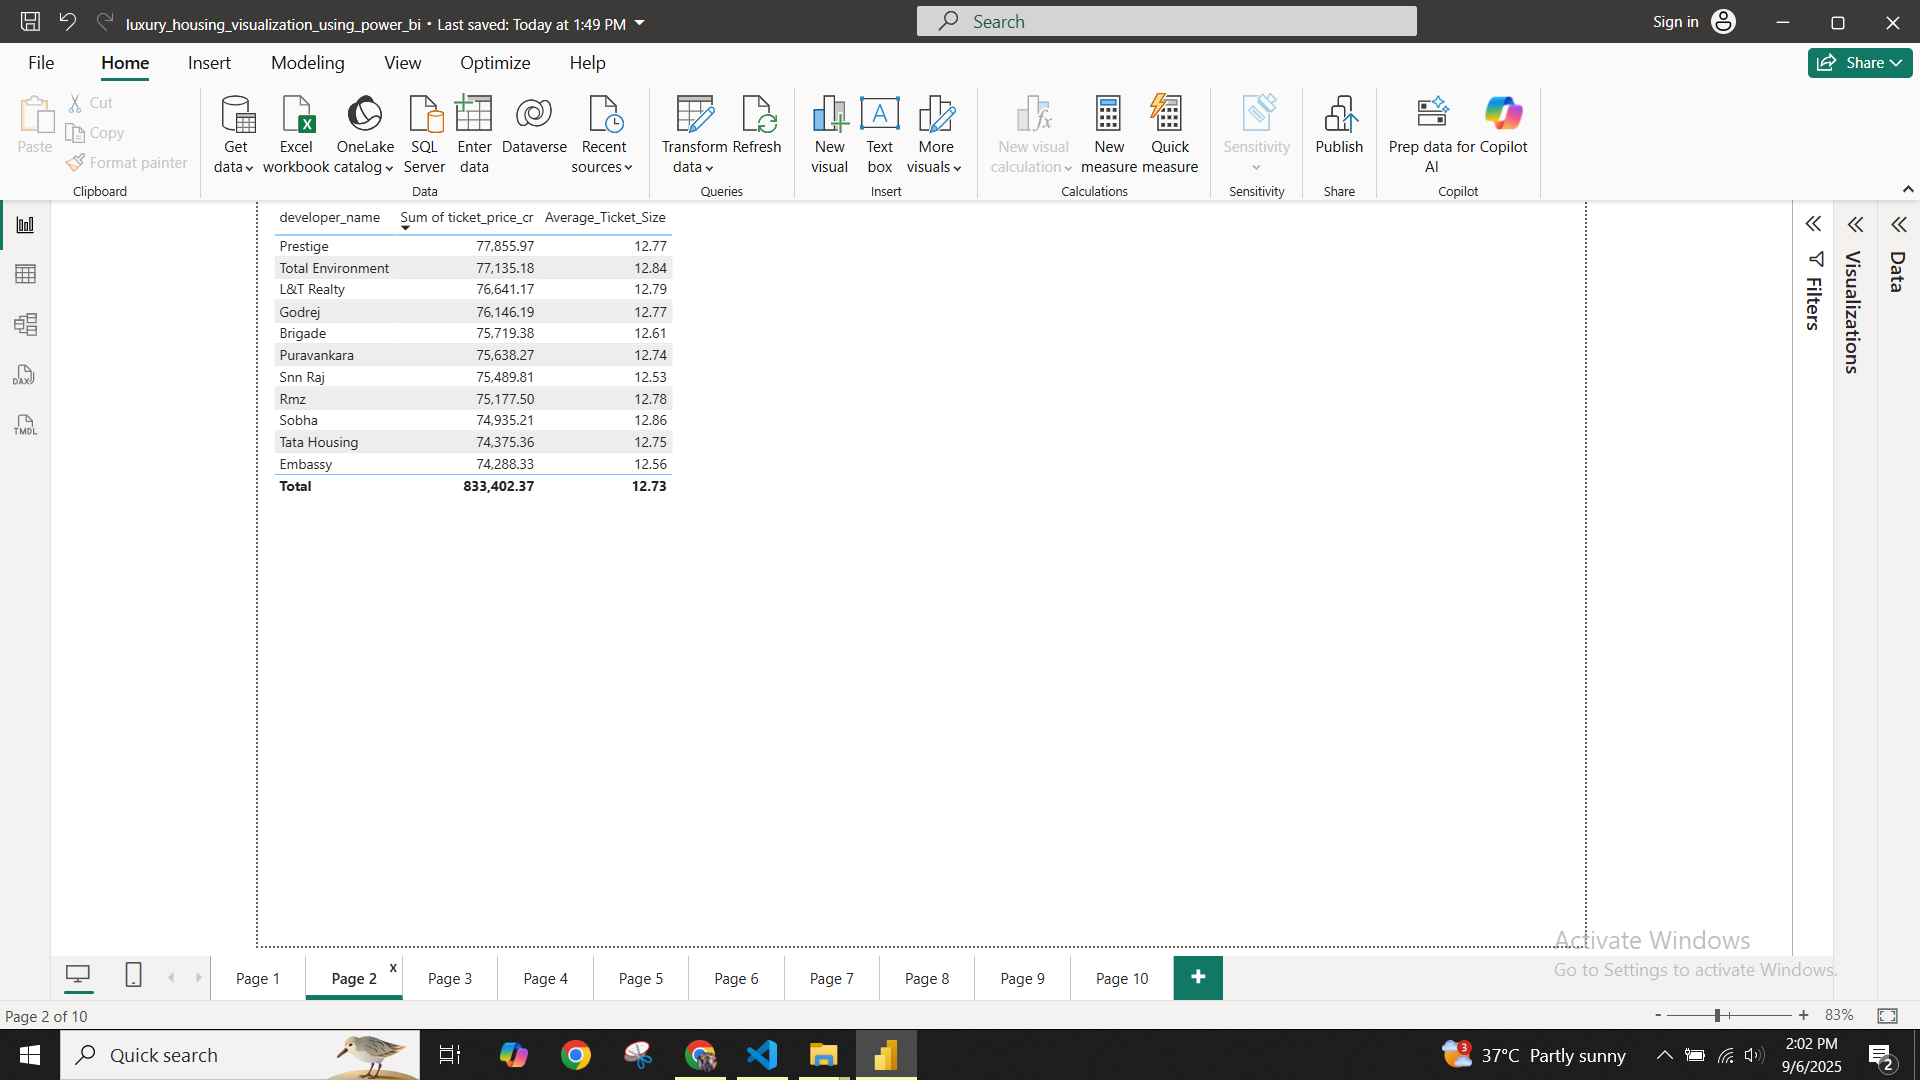 luxury_housing_visualization_using_power_bi • Last saved: Today at 1:49 PM
Search
Sign in
File Home Insert Modeling View Optimize Help
Share
Paste
Cut
Copy
Format painter
Clipboard
Get data
Excel workbook
OneLake catalog
SQL Server
Enter data
Dataverse
Recent sources
Data
Transform data
Refresh
Queries
New visual
Text box
More visuals
Insert
New visual calculation
New measure
Quick measure
Calculations
Sensitivity
Sensitivity
Publish
Share
Prep data for AI
Copilot
Copilot
DAX
TMDL
developer_name Sum of ticket_price_cr Average_Ticket_Size
Prestige 77,855.97 12.77
Total Environment 77,135.18 12.84
L&T Realty 76,641.17 12.79
Godrej 76,146.19 12.77
Brigade 75,719.38 12.61
Puravankara 75,638.27 12.74
Snn Raj 75,489.81 12.53
Rmz 75,177.50 12.78
Sobha 74,935.21 12.86
Tata Housing 74,375.36 12.75
Embassy 74,288.33 12.56
Total 833,402.37 12.73
Filters
Visualizations
Data
Activate Windows
Go to Settings to activate Windows.
Page 1 Page 2 x Page 3 Page 4 Page 5 Page 6 Page 7 Page 8 Page 9 Page 10 +
Page 2 of 10
- + 83%
Quick search
3
37°C Partly sunny
2:02 PM
9/6/2025
2